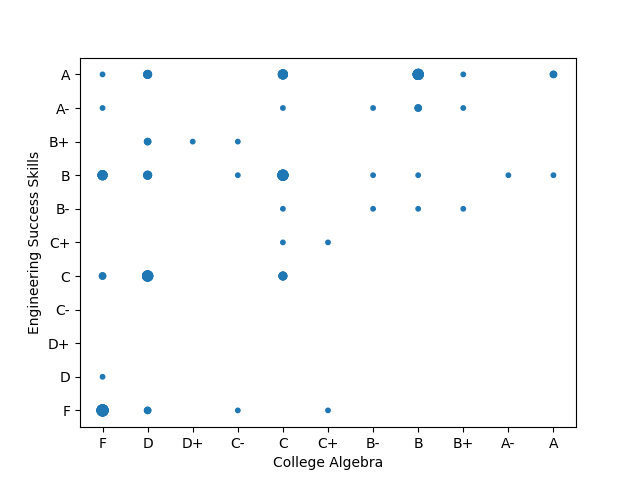 A
A-
B+
B
B-
C+
C
C-
D+
D
F
Engineering Success Skills
F D D+ C- C C+ B- B B+ A- A
College Algebra